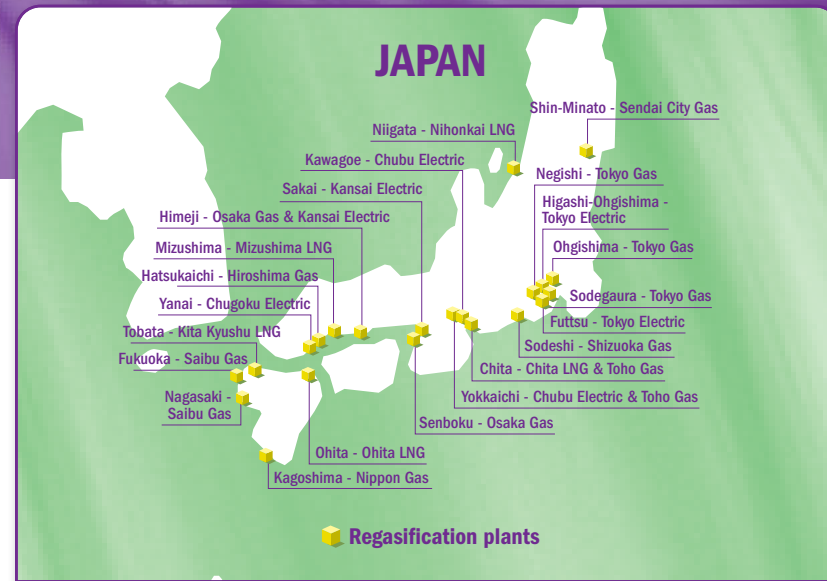 JAPAN
Shin-Minato - Sendai City Gas
Niigata - Nihonkai LNG
Kawagoe - Chubu Electric
Negishi - Tokyo Gas
Sakai - Kansai Electric
Higashi-Ohgishima -
Tokyo Electric
Himeji - Osaka Gas & Kansai Electric
Mizushima - Mizushima LNG
Ohgishima - Tokyo Gas
Hatsukaichi - Hiroshima Gas
Yanai - Chugoku Electric
Sodegaura - Tokyo Gas
Tobata - Kita Kyushu LNG
Futtsu - Tokyo Electric
Fukuoka - Saibu Gas
Sodeshi - Shizuoka Gas
Chita - Chita LNG & Toho Gas
Nagasaki -
Saibu Gas
Yokkaichi - Chubu Electric & Toho Gas
Senboku - Osaka Gas
Ohita - Ohita LNG
Kagoshima - Nippon Gas
Regasification plants